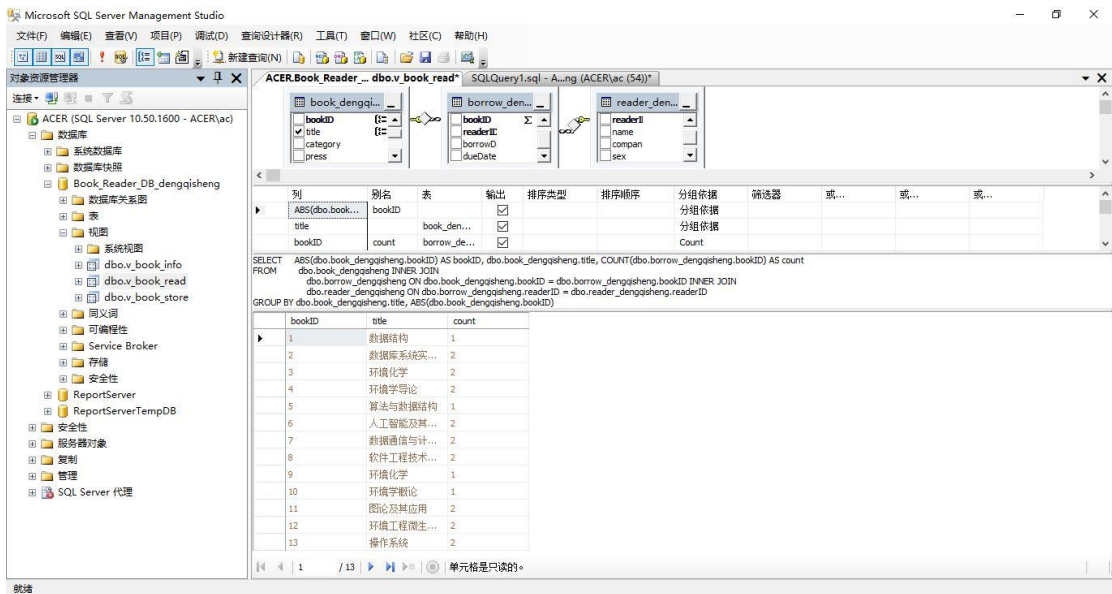 Microsoft SQL Server Management Studio
文件(F) 编辑(E) 查看(V) 项目(P) 调试(D) 查询设计器(R) 工具(T) 窗口(W) 社区(C) 帮助(H)
新建查询(N)
对象资源管理器
ACER.Book_Reader_... dbo.v_book_read* SQLQuery1.sql - A...ng (ACER\ac (54))*
连接
ACER (SQL Server 10.50.1600 - ACER\ac)
数据库
系统数据库
数据库快照
Book_Reader_DB_dengqisheng
数据库关系图
表
视图
系统视图
dbo.v_book_info
dbo.v_book_read
dbo.v_book_store
同义词
可编程性
Service Broker
存储
安全性
ReportServer
ReportServerTempDB
安全性
服务器对象
复制
管理
SQL Server 代理
book_dengqi...
bookID
title
category
press
borrow_den...
bookID
readerID
borrowD
dueDate
reader_den...
readerI
name
compan
sex
列 别名 表 输出 排序类型 排序顺序 分组依据 筛选器 或... 或... 或...
ABS(dbo.book... bookID 分组依据
title book_den... 分组依据
bookID count borrow_de... Count
SELECT ABS(dbo.book_dengqisheng.bookID) AS bookID, dbo.book_dengqisheng.title, COUNT(dbo.borrow_dengqisheng.bookID) AS count
FROM dbo.book_dengqisheng INNER JOIN
dbo.borrow_dengqisheng ON dbo.book_dengqisheng.bookID = dbo.borrow_dengqisheng.bookID INNER JOIN
dbo.reader_dengqisheng ON dbo.borrow_dengqisheng.readerID = dbo.reader_dengqisheng.readerID
GROUP BY dbo.book_dengqisheng.title, ABS(dbo.book_dengqisheng.bookID)
bookID title count
1 数据结构 1
2 数据库系统实... 2
3 环境化学 2
4 环境学导论 2
5 算法与数据结构 1
6 人工智能及其... 2
7 数据通信与计... 2
8 软件工程技术... 2
9 环境化学 1
10 环境学概论 1
11 图论及其应用 2
12 环境工程微生... 2
13 操作系统 2
1 / 13 单元格是只读的。
就绪